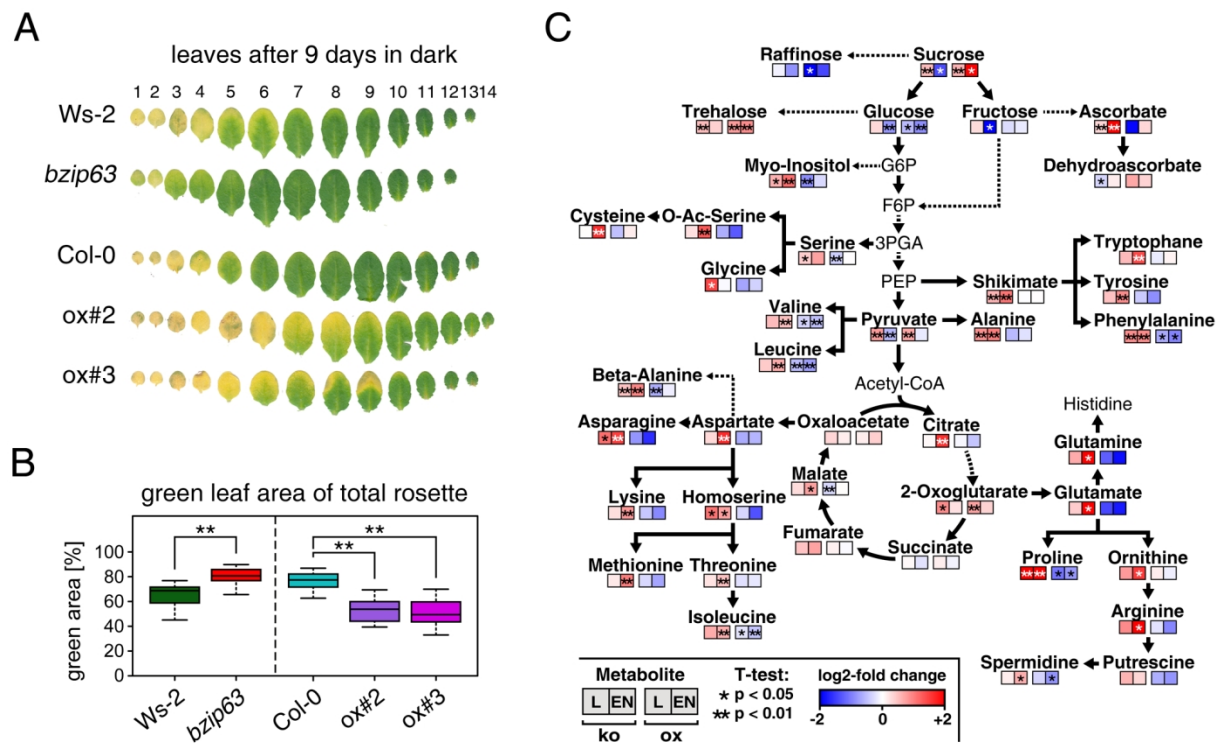 A
leaves after 9 days in dark
1 2 3 4 5 6 7 8 9 10 11 121314
Ws-2
bzip63
Col-0
ox#2
ox#3
B
green leaf area of total rosette
green area [%]
100
80
60
40
20
0
**
**
**
Ws-2
bzip63
Col-0
ox#2
ox#3
C
Raffinose
Sucrose
*
** *
** *
Trehalose
Glucose
Fructose
Ascorbate
**
****
**
* **
*
** **
Myo-Inositol
G6P
Dehydroascorbate
* **
**
*
Cysteine
O-Ac-Serine
F6P
**
**
Serine
3PGA
*
**
Tryptophane
**
Glycine
*
PEP
Shikimate
****
Tyrosine
**
Valine
**
* **
Pyruvate
****
**
Alanine
****
Phenylalanine
****
* *
Leucine
**
****
Beta-Alanine
****
**
Acetyl-CoA
Asparagine
* **
Aspartate
**
Oxaloacetate
Citrate
**
Histidine
Glutamine
*
Malate
*
**
Lysine
**
Homoserine
* *
2-Oxoglutarate
*
**
Glutamate
*
Fumarate
Succinate
Methionine
**
Threonine
**
Proline
****
* *
Ornithine
*
Isoleucine
**
* **
Arginine
*
Spermidine
*
*
Putrescine
Metabolite
L EN L EN
ko ox
T-test:
* p < 0.05
** p < 0.01
log2-fold change
-2 0 +2